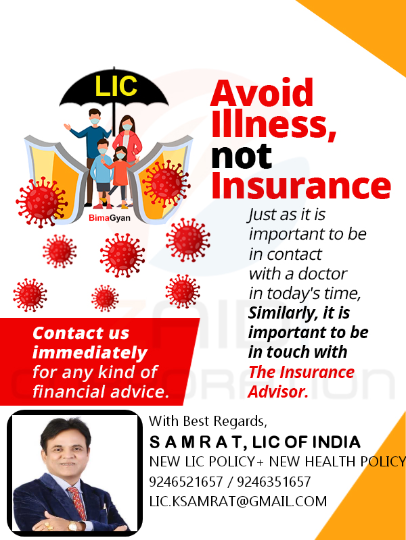 LIC
BimaGyan
Avoid
Illness,
not
Insurance
Just as it is
important to be
in contact
with a doctor
in today's time,
Similarly, it is
important to be
in touch with
The Insurance
Advisor.
Contact us
immediately
for any kind of
financial advice.
With Best Regards,
SAMRAT, LIC OF INDIA
NEW LIC POLICY+ NEW HEALTH POLICY
9246521657 / 9246351657
LIC.KSAMRAT@GMAIL.COM